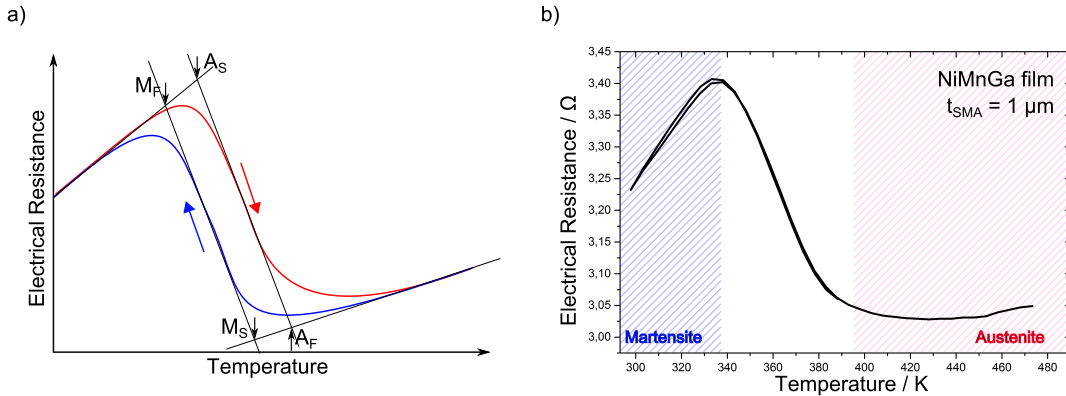 a)
Electrical Resistance
Temperature
M_F
A_S
M_S
A_F
b)
Electrical Resistance / Ω
3,45
3,40
3,35
3,30
3,25
3,20
3,15
3,10
3,05
3,00
NiMnGa film
t_SMA = 1 µm
Martensite
Austenite
300 320 340 360 380 400 420 440 460 480
Temperature / K